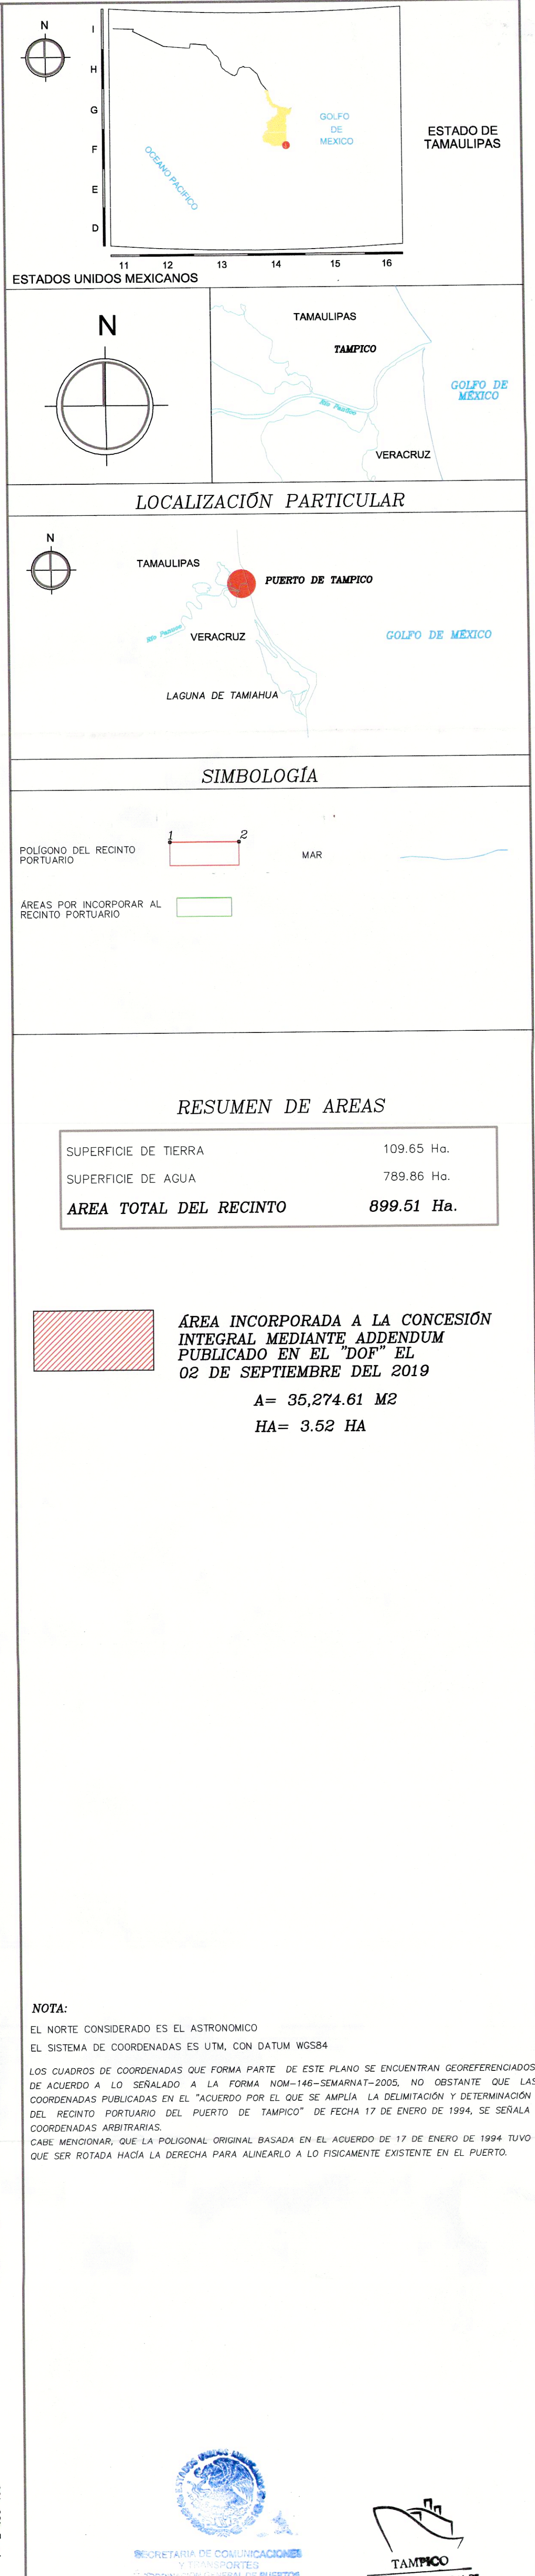 N
I
H
G
F
E
D
GOLFO
DE
MEXICO
OCEANO PACIFICO
ESTADO DE
TAMAULIPAS
11 12 13 14 15 16
ESTADOS UNIDOS MEXICANOS
N
TAMAULIPAS
TAMPICO
GOLFO DE
MÉXICO
Río Panúco
VERACRUZ
LOCALIZACIÓN PARTICULAR
N
TAMAULIPAS
PUERTO DE TAMPICO
Río Panuco
VERACRUZ
GOLFO DE MÉXICO
LAGUNA DE TAMIAHUA
SIMBOLOGÍA
1 2
POLÍGONO DEL RECINTO
PORTUARIO
MAR
ÁREAS POR INCORPORAR AL
RECINTO PORTUARIO
RESUMEN DE AREAS
SUPERFICIE DE TIERRA 109.65 Ha.
SUPERFICIE DE AGUA 789.86 Ha.
AREA TOTAL DEL RECINTO 899.51 Ha.
ÁREA INCORPORADA A LA CONCESIÓN
INTEGRAL MEDIANTE ADDENDUM
PUBLICADO EN EL "DOF" EL
02 DE SEPTIEMBRE DEL 2019
A= 35,274.61 M2
HA= 3.52 HA
NOTA:
EL NORTE CONSIDERADO ES EL ASTRONOMICO
EL SISTEMA DE COORDENADAS ES UTM, CON DATUM WGS84
LOS CUADROS DE COORDENADAS QUE FORMA PARTE DE ESTE PLANO SE ENCUENTRAN GEOREFERENCIADOS
DE ACUERDO A LO SEÑALADO A LA FORMA NOM-146-SEMARNAT-2005, NO OBSTANTE QUE LAS
COORDENADAS PUBLICADAS EN EL "ACUERDO POR EL QUE SE AMPLÍA LA DELIMITACIÓN Y DETERMINACIÓN
DEL RECINTO PORTUARIO DEL PUERTO DE TAMPICO" DE FECHA 17 DE ENERO DE 1994, SE SEÑALA
COORDENADAS ARBITRARIAS.
CABE MENCIONAR, QUE LA POLIGONAL ORIGINAL BASADA EN EL ACUERDO DE 17 DE ENERO DE 1994 TUVO
QUE SER ROTADA HACÍA LA DERECHA PARA ALINEARLO A LO FISICAMENTE EXISTENTE EN EL PUERTO.
ESTADOS UNIDOS MEXICANOS
SECRETARIA DE COMUNICACIONES
Y TRANSPORTES
GENERAL DE PUERTOS
TAMPICO